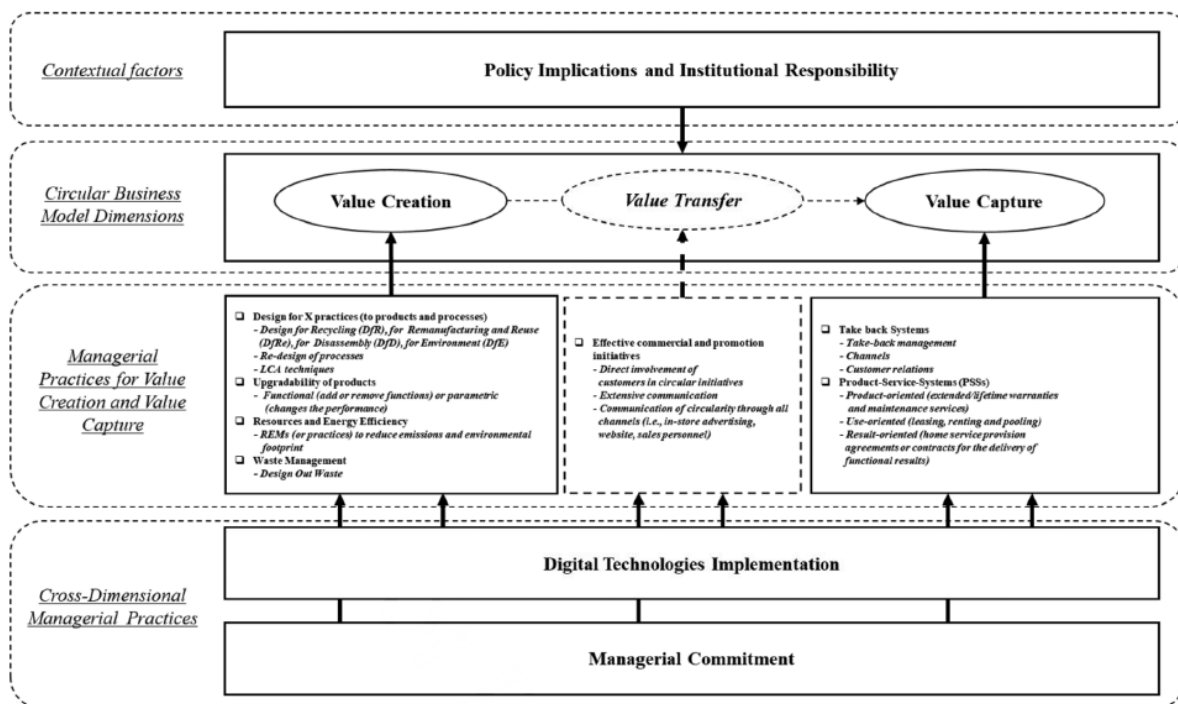 Contextual factors
Policy Implications and Institutional Responsibility
Circular Business
Model Dimensions
Value Creation
Value Transfer
Value Capture
Managerial
Practices for Value
Creation and Value
Capture
❑ Design for X practices (to products and processes)
- Design for Recycling (DfR), for Remanufacturing and Reuse
(DfRe), for Disassembly (DfD), for Environment (DfE)
- Re-design of processes
- LCA techniques
❑ Upgradability of products
- Functional (add or remove functions) or parametric
(changes the performance)
❑ Resources and Energy Efficiency
- REMs (or practices) to reduce emissions and environmental
footprint
❑ Waste Management
- Design Out Waste
❑ Effective commercial and promotion
initiatives
- Direct involvement of
customers in circular initiatives
- Extensive communication
- Communication of circularity through all
channels (i.e., in-store advertising,
website, sales personnel)
❑ Take back Systems
- Take-back management
- Channels
- Customer relations
❑ Product-Service-Systems (PSSs)
- Product-oriented (extended/lifetime warranties
and maintenance services)
- Use-oriented (leasing, renting and pooling)
- Result-oriented (home service provision
agreements or contracts for the delivery of
functional results)
Cross-Dimensional
Managerial Practices
Digital Technologies Implementation
Managerial Commitment